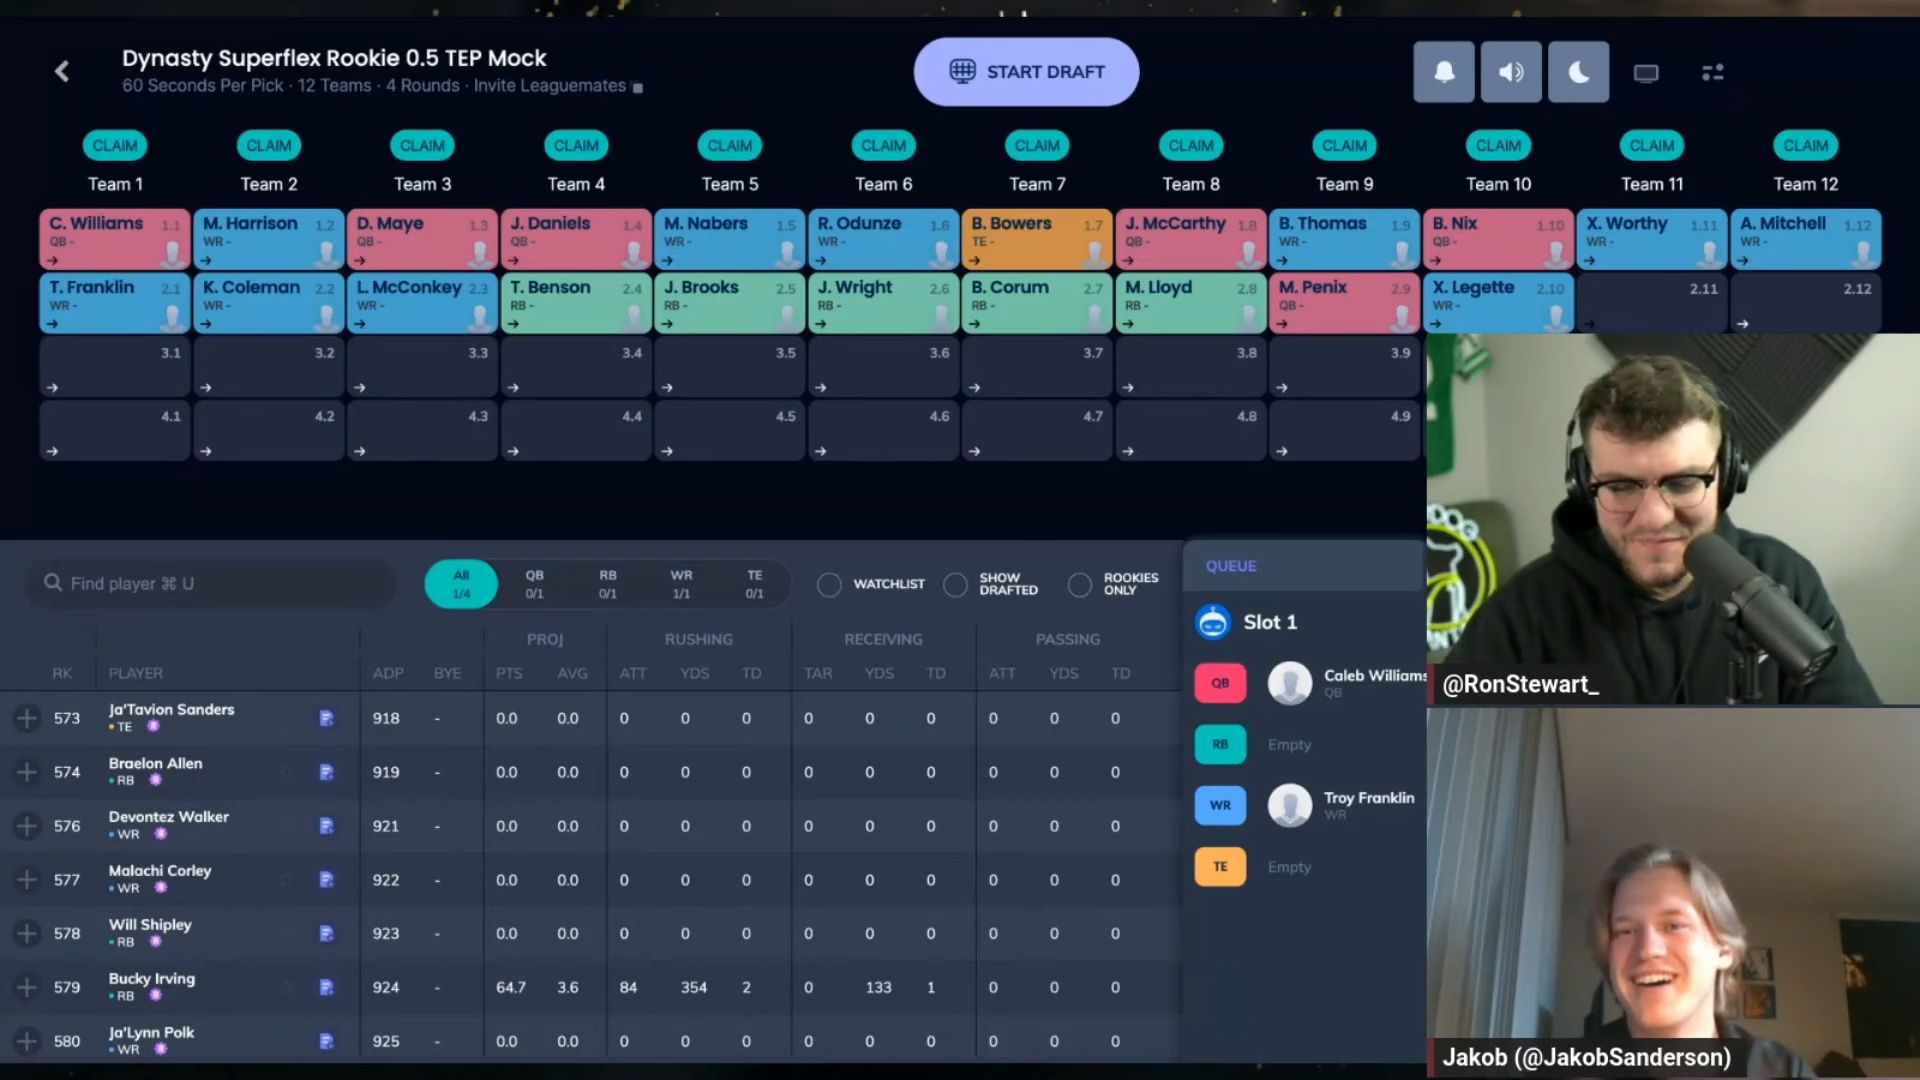 Dynasty Superflex Rookie 0.5 TEP Mock
60 Seconds Per Pick · 12 Teams · 4 Rounds · Invite Leaguemates
START DRAFT
CLAIM CLAIM CLAIM CLAIM CLAIM CLAIM CLAIM CLAIM CLAIM CLAIM CLAIM CLAIM
Team 1 Team 2 Team 3 Team 4 Team 5 Team 6 Team 7 Team 8 Team 9 Team 10 Team 11 Team 12
C. Williams 1.1 M. Harrison 1.2 D. Maye 1.3 J. Daniels 1.4 M. Nabers 1.5 R. Odunze 1.6 B. Bowers 1.7 J. McCarthy 1.8 B. Thomas 1.9 B. Nix 1.10 X. Worthy 1.11 A. Mitchell 1.12
QB - WR - QB - QB - WR - WR - TE - QB - WR - QB - WR - WR -
T. Franklin 2.1 K. Coleman 2.2 L. McConkey 2.3 T. Benson 2.4 J. Brooks 2.5 J. Wright 2.6 B. Corum 2.7 M. Lloyd 2.8 M. Penix 2.9 X. Legette 2.10 2.11 2.12
WR - WR - WR - RB - RB - RB - RB - RB - QB - WR -
3.1 3.2 3.3 3.4 3.5 3.6 3.7 3.8 3.9
4.1 4.2 4.3 4.4 4.5 4.6 4.7 4.8 4.9
Find player ⌘ U
All QB RB WR TE
1/4 0/1 0/1 1/1 0/1
WATCHLIST
SHOW DRAFTED
ROOKIES ONLY
PROJ RUSHING RECEIVING PASSING
RK PLAYER ADP BYE PTS AVG ATT YDS TD TAR YDS TD ATT YDS TD
573 Ja'Tavion Sanders TE 918 - 0.0 0.0 0 0 0 0 0 0 0 0 0
574 Braelon Allen RB 919 - 0.0 0.0 0 0 0 0 0 0 0 0 0
576 Devontez Walker WR 921 - 0.0 0.0 0 0 0 0 0 0 0 0 0
577 Malachi Corley WR 922 - 0.0 0.0 0 0 0 0 0 0 0 0 0
578 Will Shipley RB 923 - 0.0 0.0 0 0 0 0 0 0 0 0 0
579 Bucky Irving RB 924 - 64.7 3.6 84 354 2 0 133 1 0 0 0
580 Ja'Lynn Polk WR 925 - 0.0 0.0 0 0 0 0 0 0 0 0 0
QUEUE
Slot 1
QB Caleb Williams
QB
RB Empty
WR Troy Franklin
WR
TE Empty
@RonStewart_
Jakob (@JakobSanderson)